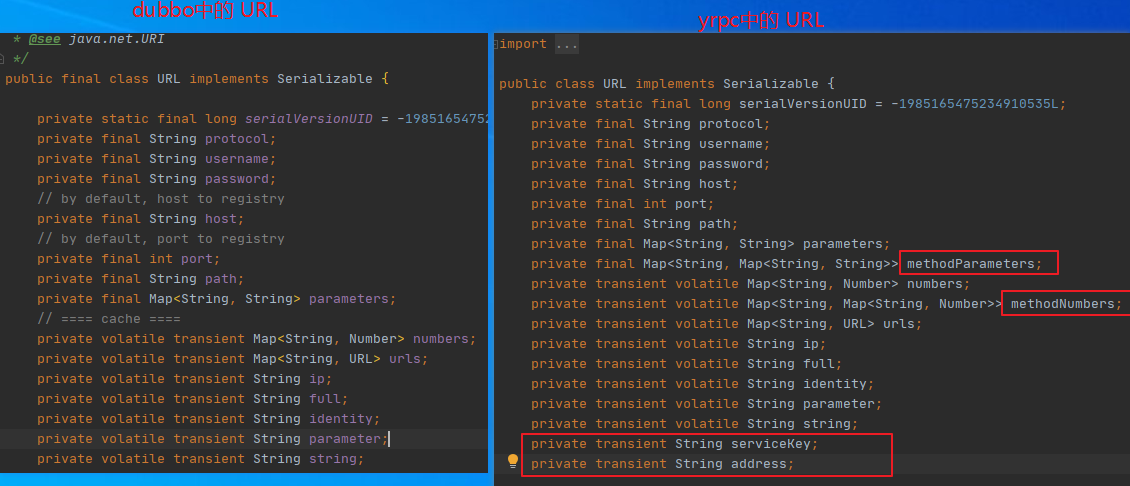 dubbo中的 URL
* @see java.net.URI
*/
public final class URL implements Serializable {
private static final long serialVersionUID = -19851654752
private final String protocol;
private final String username;
private final String password;
// by default, host to registry
private final String host;
// by default, port to registry
private final int port;
private final String path;
private final Map<String, String> parameters;
// ==== cache ====
private volatile transient Map<String, Number> numbers;
private volatile transient Map<String, URL> urls;
private volatile transient String ip;
private volatile transient String full;
private volatile transient String identity;
private volatile transient String parameter;
private volatile transient String string;
yrpc中的 URL
import ...
public class URL implements Serializable {
private static final long serialVersionUID = -1985165475234910535L;
private final String protocol;
private final String username;
private final String password;
private final String host;
private final int port;
private final String path;
private final Map<String, String> parameters;
private final Map<String, Map<String, String>> methodParameters;
private transient volatile Map<String, Number> numbers;
private transient volatile Map<String, Map<String, Number>> methodNumbers;
private transient volatile Map<String, URL> urls;
private transient volatile String ip;
private transient volatile String full;
private transient volatile String identity;
private transient volatile String parameter;
private transient volatile String string;
private transient String serviceKey;
private transient String address;